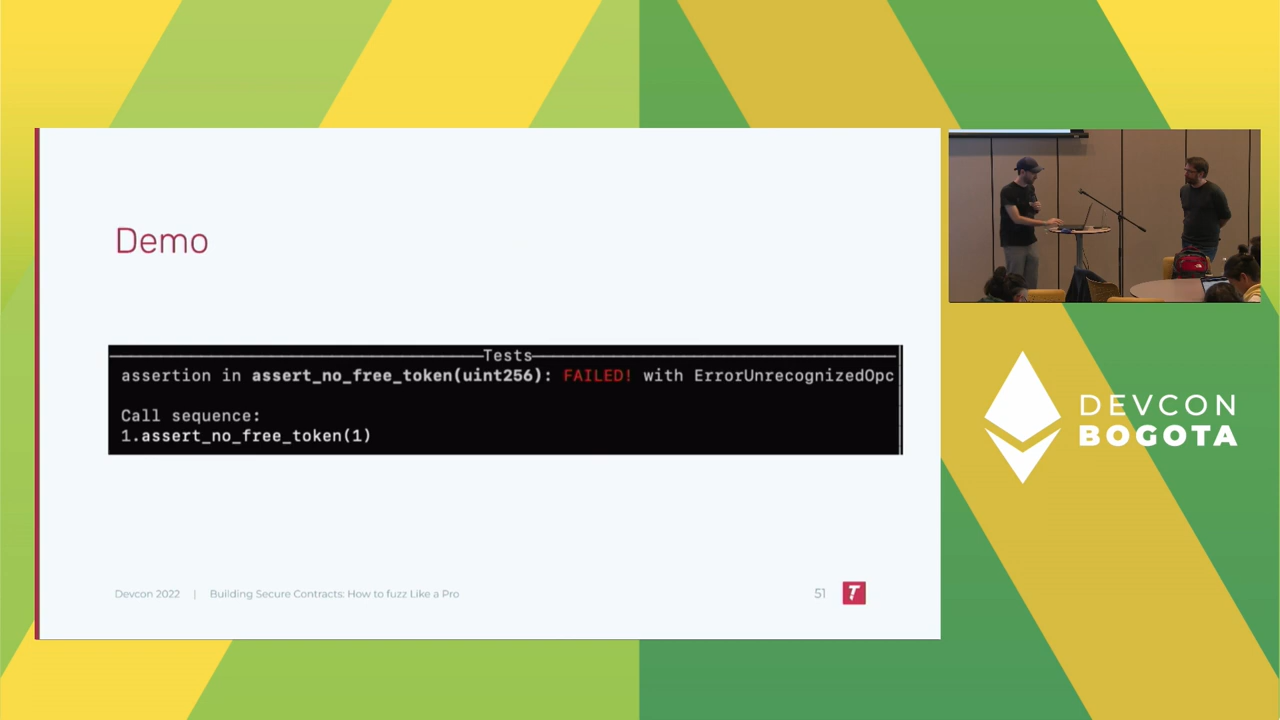 Demo
Tests
assertion in assert_no_free_token(uint256): FAILED! with ErrorUnrecognizedOpc
Call sequence:
1.assert_no_free_token(1)
Devcon 2022 | Building Secure Contracts: How to fuzz Like a Pro
51
DEVCON
BOGOTA